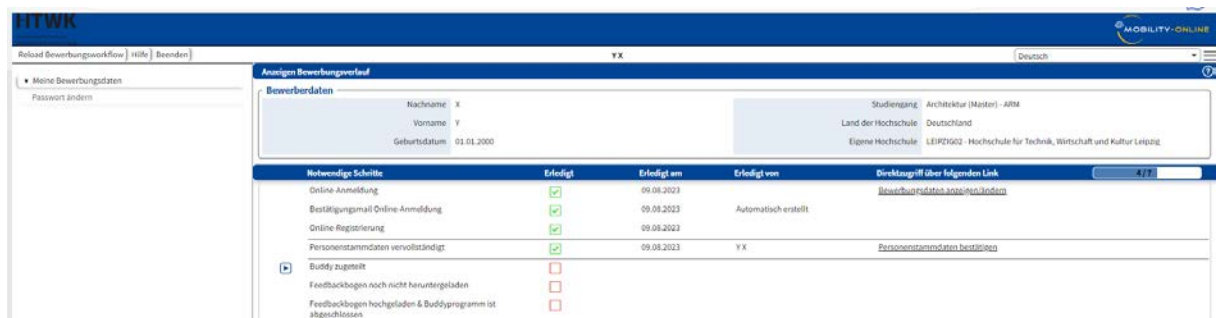 HTWK
MOBILITY-ONLINE
Reload Bewerbungsworkflow Hilfe Beenden YX Deutsch
Meine Bewerbungsdaten
Passwort ändern
Anzeigen Bewerbungsverlauf
Bewerberdaten
Nachname X Studiengang Architektur (Master) - ARM
Vorname Y Land der Hochschule Deutschland
Geburtsdatum 01.01.2000 Eigene Hochschule LEIPZIG02 - Hochschule für Technik, Wirtschaft und Kultur Leipzig
Notwendige Schritte Erledigt Erledigt am Erledigt von Direktzugriff über folgenden Link 4/7
Online-Anmeldung 09.08.2023 Bewerbungsdaten anzeigen/ändern
Bestätigungsmail Online-Anmeldung 09.08.2023 Automatisch erstellt
Online-Registrierung 09.08.2023
Personenstammdaten vervollständigt 09.08.2023 YX Personenstammdaten bestätigen
Buddy zugeteilt
Feedbackbogen noch nicht heruntergeladen
Feedbackbogen hochgeladen & Buddyprogramm ist
abgeschlossen